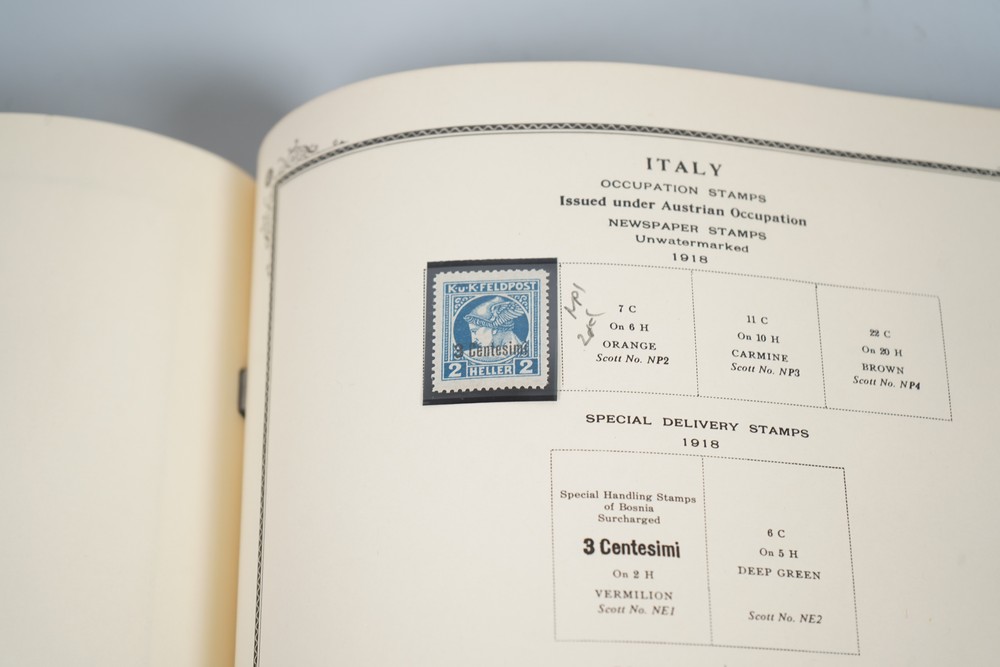 ITALY
OCCUPATION STAMPS
Issued under Austrian Occupation
NEWSPAPER STAMPS
Unwatermarked
1918
K.u.K.FELDPOST
3 Centesimi
2 HELLER 2
NP1
7 C
On 6 H
ORANGE
Scott No. NP2
11 C
On 10 H
CARMINE
Scott No. NP3
22 C
On 20 H
BROWN
Scott No. NP4
SPECIAL DELIVERY STAMPS
1918
Special Handling Stamps
of Bosnia
Surcharged
3 Centesimi
On 2 H
VERMILION
Scott No. NE1
6 C
On 5 H
DEEP GREEN
Scott No. NE2